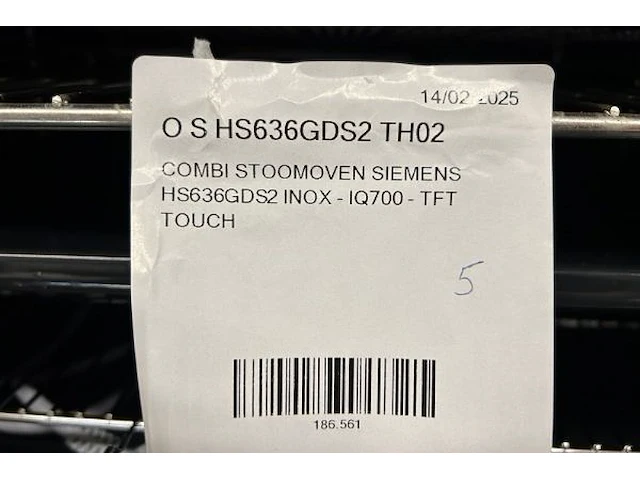 14/02/2025
O S HS636GDS2 TH02
COMBI STOOMOVEN SIEMENS
HS636GDS2 INOX - IQ700 - TFT
TOUCH
5
186.561